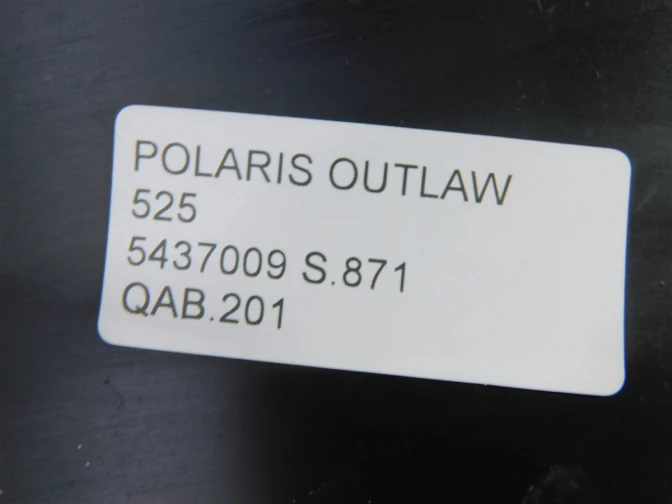 POLARIS OUTLAW
525
5437009 S.871
QAB.201